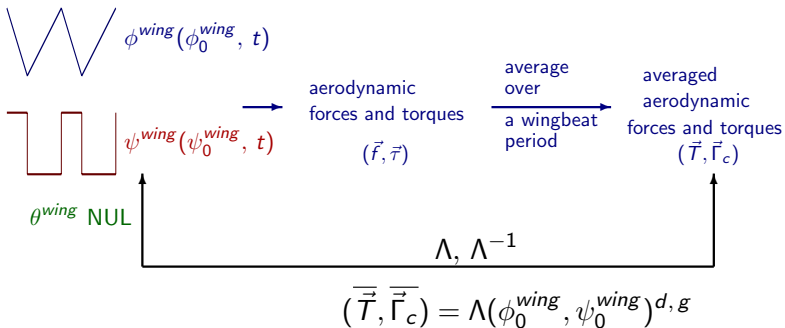 ϕ^wing(ϕ_0^wing, t)
ψ^wing(ψ_0^wing, t)
θ^wing NUL
aerodynamic
forces and torques
(f⃗, τ⃗)
average
over
a wingbeat
period
averaged
aerodynamic
forces and torques
(T⃗, Γ⃗_c)
Λ, Λ^−1
(T⃗̅, Γ⃗_c̅) = Λ(ϕ_0^wing, ψ_0^wing)^d, g